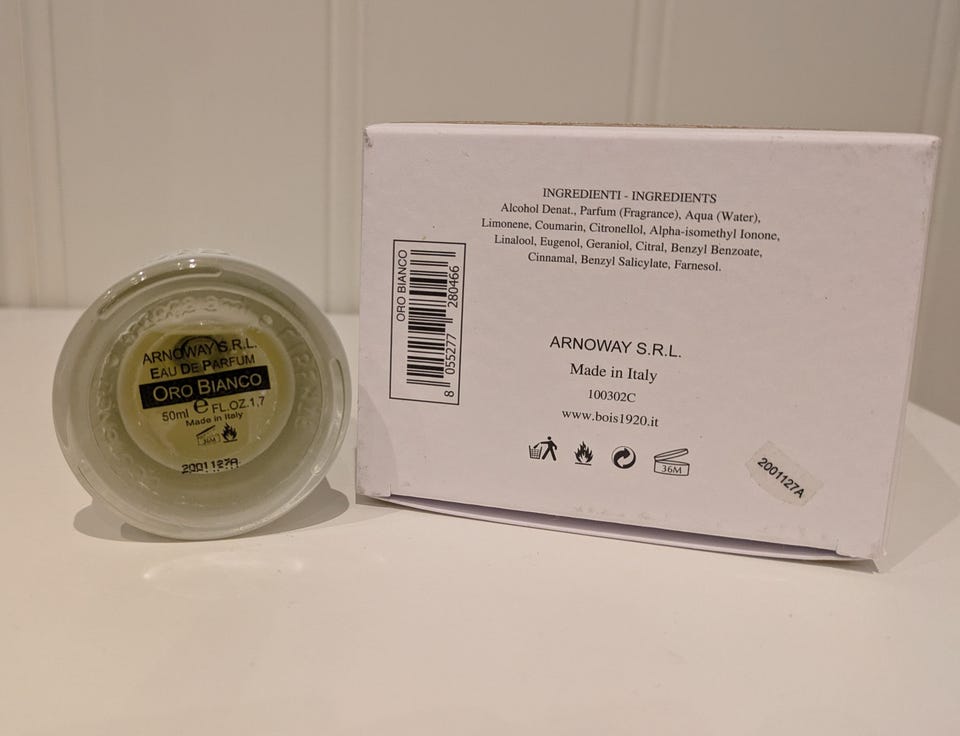 ARNOWAY S.R.L.
EAU DE PARFUM
ORO BIANCO
50ml e FL.OZ.1,7
Made in Italy
36M
2001127A
ORO BIANCO
8 055277 280466
INGREDIENTI - INGREDIENTS
Alcohol Denat., Parfum (Fragrance), Aqua (Water),
Limonene, Coumarin, Citronellol, Alpha-isomethyl Ionone,
Linalool, Eugenol, Geraniol, Citral, Benzyl Benzoate,
Cinnamal, Benzyl Salicylate, Farnesol.
ARNOWAY S.R.L.
Made in Italy
100302C
www.bois1920.it
36M
2001127A